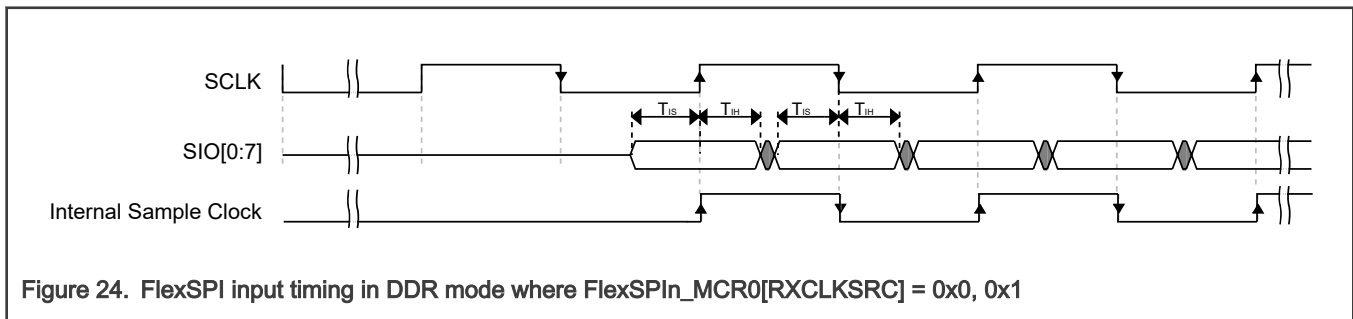 SCLK
TIS TIH TIS TIH
SIO[0:7]
Internal Sample Clock
Figure 24. FlexSPI input timing in DDR mode where FlexSPIn_MCR0[RXCLKSRC] = 0x0, 0x1